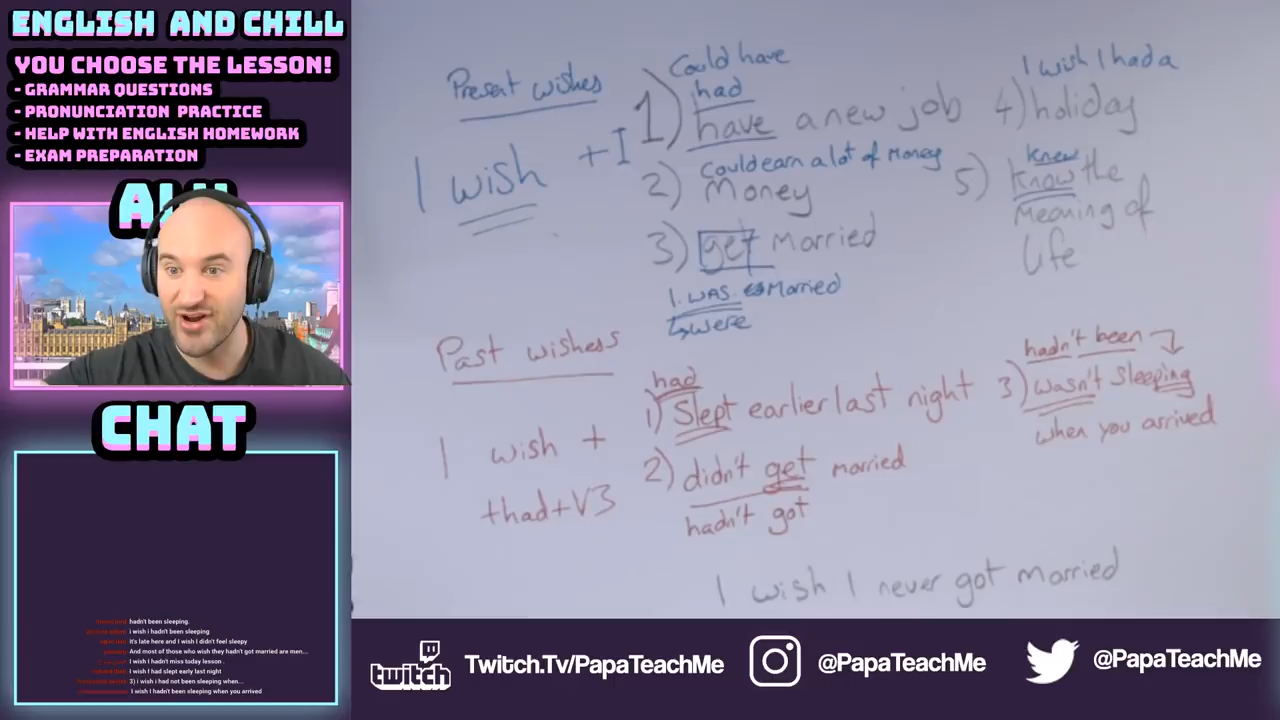 ENGLISH AND CHILL
YOU CHOOSE THE LESSON!
- GRAMMAR QUESTIONS
- PRONUNCIATION PRACTICE
- HELP WITH ENGLISH HOMEWORK
- EXAM PREPARATION
CHAT
hadn't been sleeping.
i wish i hadn't been sleeping
it's late here and I wish I didn't feel sleepy
And most of those who wish they hadn't got married are men...
I wish I hadn't miss today lesson .
I wish I had slept early last night
3) i wish i had not been sleeping when...
I wish I hadn't been sleeping when you arrived
Present wishes
I wish + I
Could have
had
1) have a new job
Could earn a lot of Money
2) Money
3) get Married
I was Married
were
I wish I had a
4) holiday
knew
5) know the
Meaning of
life
Past wishess
I wish +
+had+V3
had
1) Slept earlier last night
2) didn't get married
hadn't got
hadn't been
3) wasn't sleeping
when you arrived
I wish I never got married
twitch
Twitch.Tv/PapaTeachMe
@PapaTeachMe
@PapaTeachMe